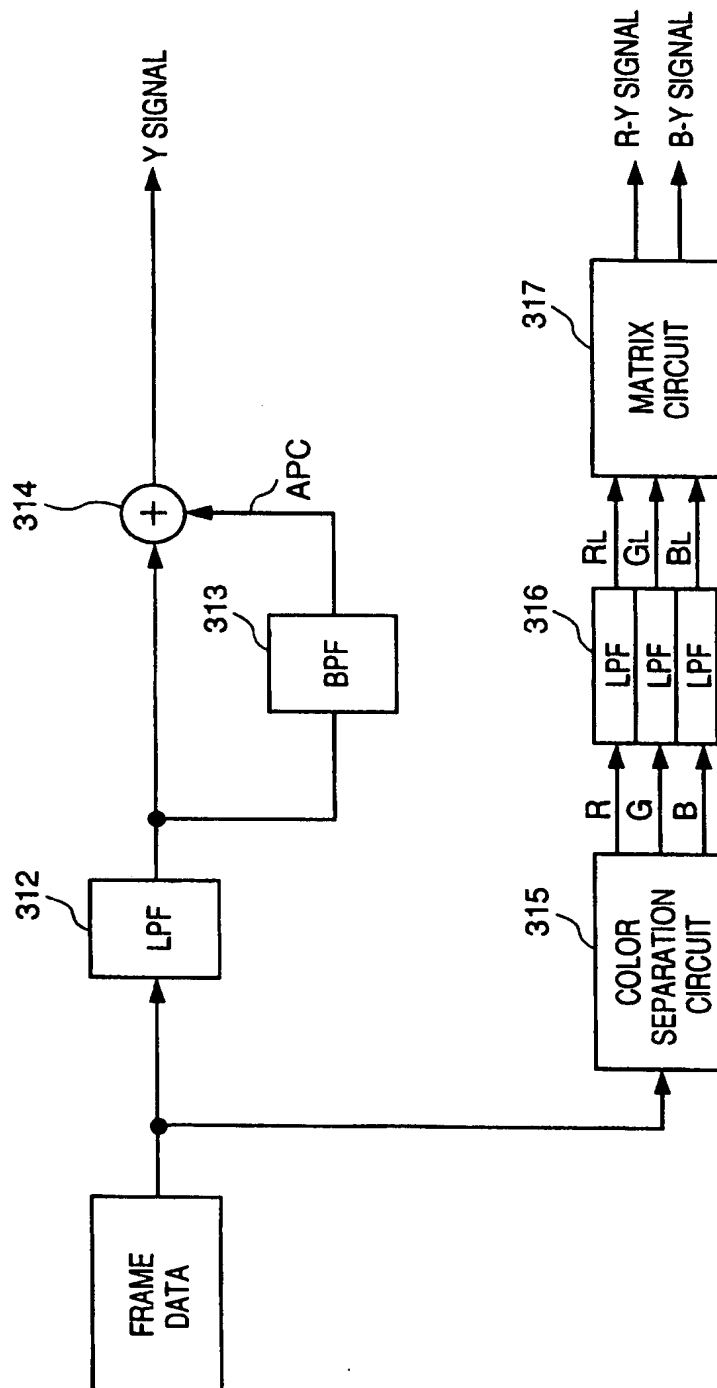 FRAME
DATA
312
LPF
313
BPF
APC
314
+
Y SIGNAL
315
COLOR
SEPARATION
CIRCUIT
R
G
B
316
LPF
LPF
LPF
RL
GL
BL
317
MATRIX
CIRCUIT
R-Y SIGNAL
B-Y SIGNAL